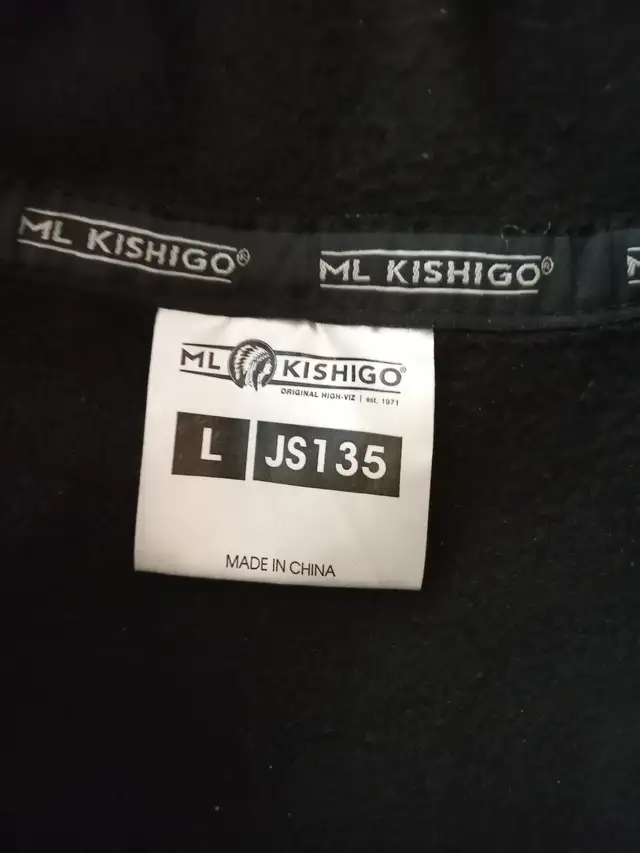 ML KISHIGO®
ML KISHIGO®
ML KISHIGO®
ORIGINAL HIGH-VIZ | est. 1971
L JS135
MADE IN CHINA